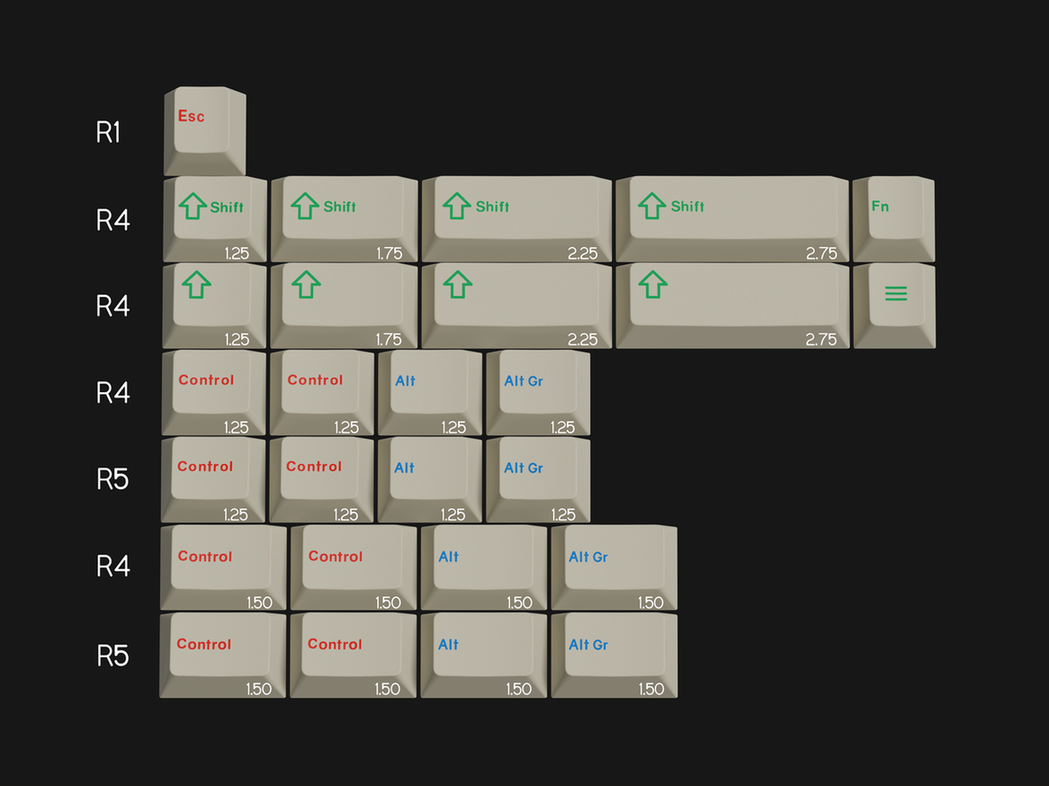 R1 Esc
R4 Shift Shift Shift Shift Fn
1.25 1.75 2.25 2.75
R4
1.25 1.75 2.25 2.75
R4 Control Control Alt Alt Gr
1.25 1.25 1.25 1.25
R5 Control Control Alt Alt Gr
1.25 1.25 1.25 1.25
R4 Control Control Alt Alt Gr
1.50 1.50 1.50 1.50
R5 Control Control Alt Alt Gr
1.50 1.50 1.50 1.50